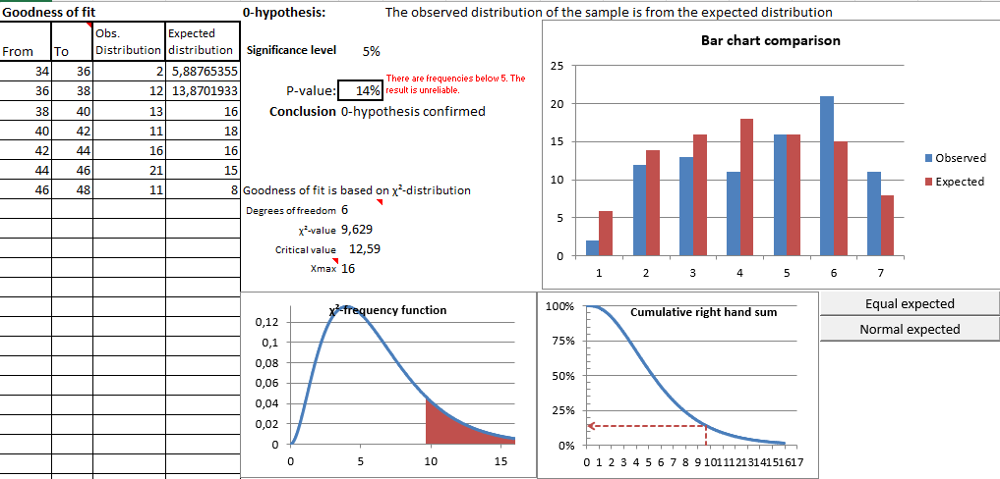 Goodness of fit
0-hypothesis: The observed distribution of the sample is from the expected distribution
From To Obs. Distribution Expected distribution
Significance level 5%
34 36 2 5,88765355
36 38 12 13,8701933
38 40 13 16
40 42 11 18
42 44 16 16
44 46 21 15
46 48 11 8
P-value: 14% There are frequencies below 5. The
result is unreliable.
Conclusion 0-hypothesis confirmed
Goodness of fit is based on χ²-distribution
Degrees of freedom 6
χ²-value 9,629
Critical value 12,59
Xmax 16
Bar chart comparison
25
20
15
10
5
0
1 2 3 4 5 6 7
Observed
Expected
χ²-frequency function
0,12
0,1
0,08
0,06
0,04
0,02
0
0 5 10 15
Cumulative right hand sum
100%
75%
50%
25%
0%
0 1 2 3 4 5 6 7 8 9 10 11 12 13 14 15 16 17
Equal expected
Normal expected